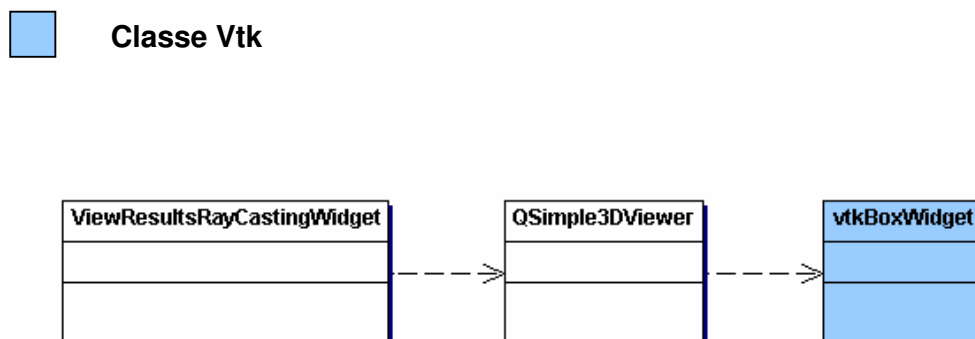 Classe Vtk
ViewResultsRayCastingWidget
QSimple3DViewer
vtkBoxWidget